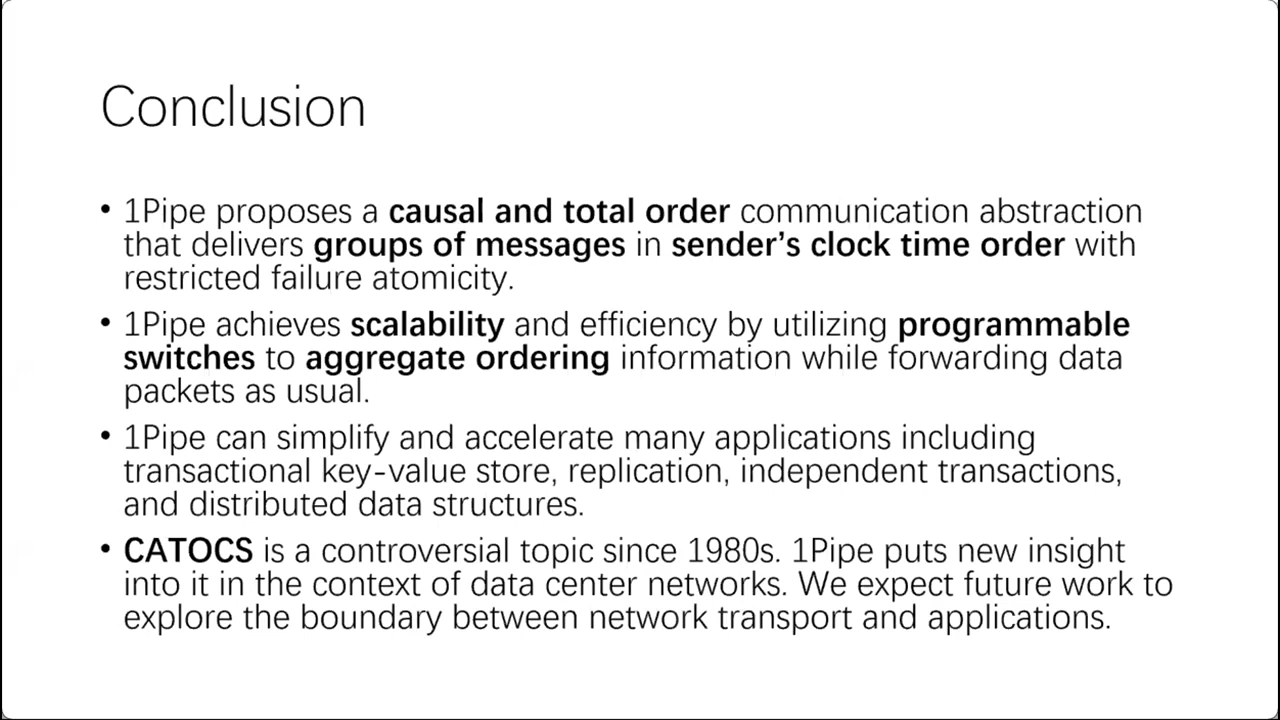 Conclusion
• 1Pipe proposes a causal and total order communication abstraction
that delivers groups of messages in sender’s clock time order with
restricted failure atomicity.
• 1Pipe achieves scalability and efficiency by utilizing programmable
switches to aggregate ordering information while forwarding data
packets as usual.
• 1Pipe can simplify and accelerate many applications including
transactional key-value store, replication, independent transactions,
and distributed data structures.
• CATOCS is a controversial topic since 1980s. 1Pipe puts new insight
into it in the context of data center networks. We expect future work to
explore the boundary between network transport and applications.